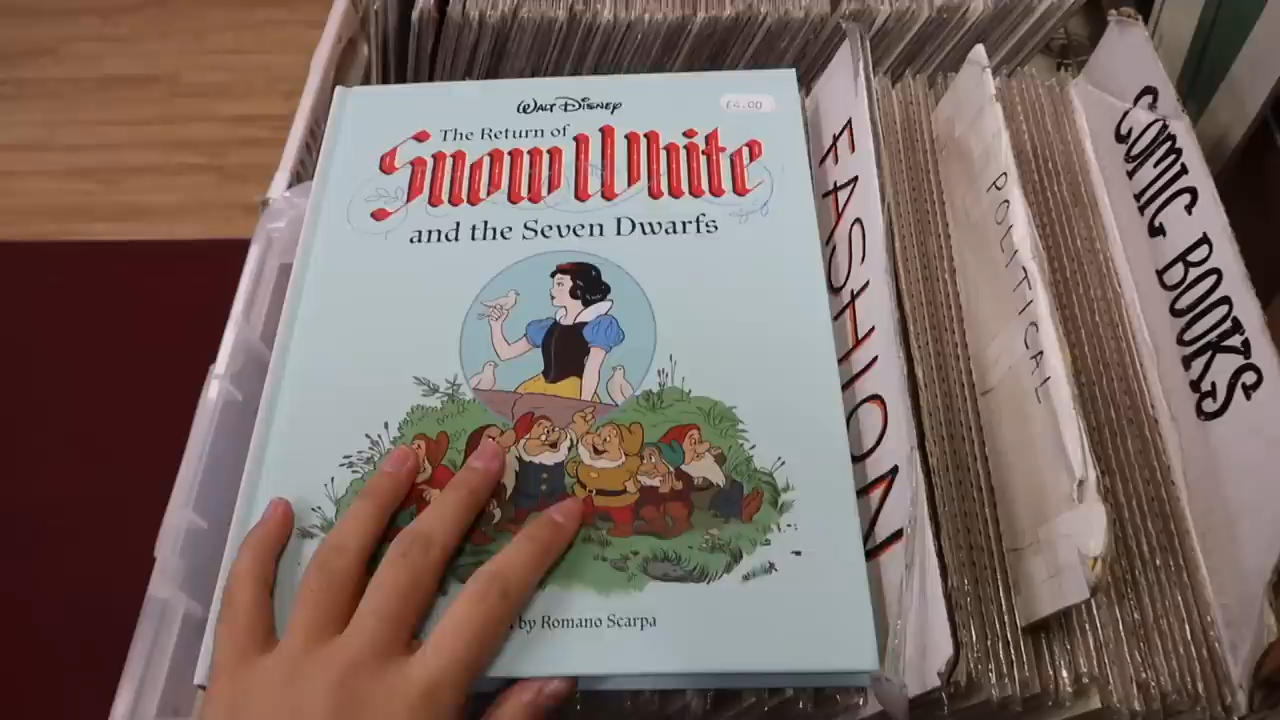 WALT DISNEY
£4.00
The Return of
Snow White
and the Seven Dwarfs
by Romano Scarpa
FASHION
POLITICAL
COMIC BOOKS